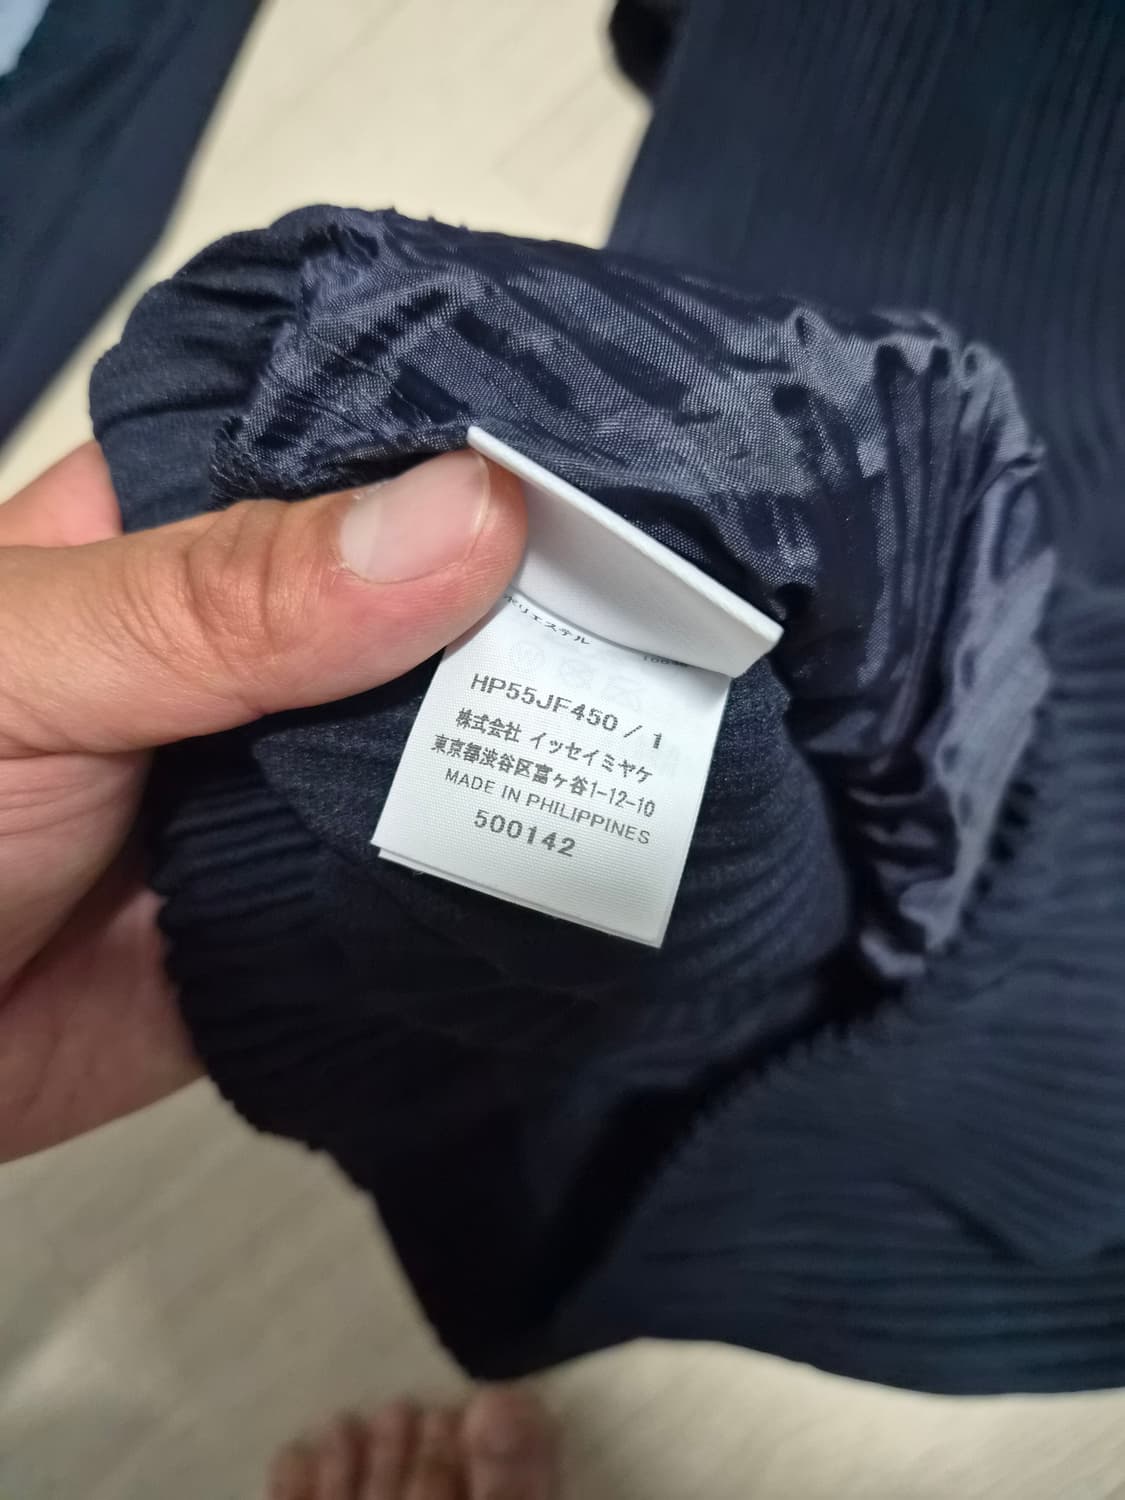 ポリエステル 100%
HP55JF450 / 1
株式会社 イッセイミヤケ
東京都渋谷区富ヶ谷1-12-10
MADE IN PHILIPPINES
500142